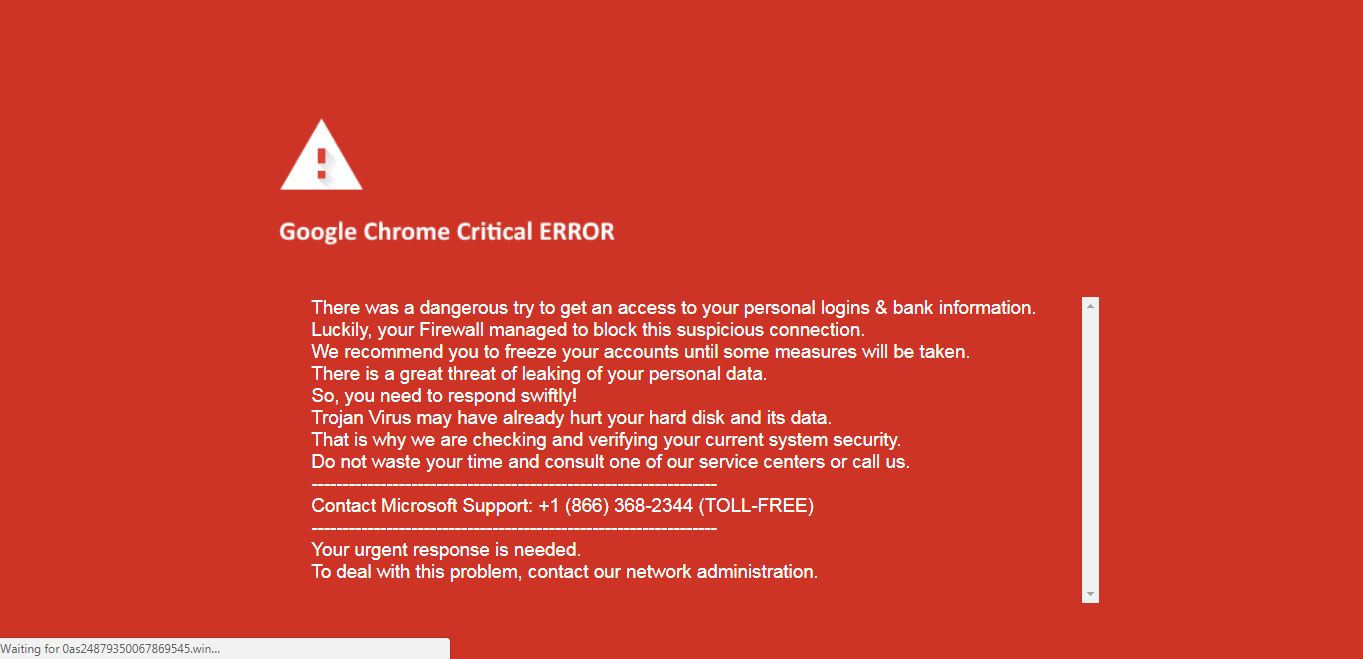 Google Chrome Critical ERROR
There was a dangerous try to get an access to your personal logins & bank information.
Luckily, your Firewall managed to block this suspicious connection.
We recommend you to freeze your accounts until some measures will be taken.
There is a great threat of leaking of your personal data.
So, you need to respond swiftly!
Trojan Virus may have already hurt your hard disk and its data.
That is why we are checking and verifying your current system security.
Do not waste your time and consult one of our service centers or call us.
-----------------------------------------------------------------
Contact Microsoft Support: +1 (866) 368-2344 (TOLL-FREE)
-----------------------------------------------------------------
Your urgent response is needed.
To deal with this problem, contact our network administration.
Waiting for 0as24879350067869545.win...